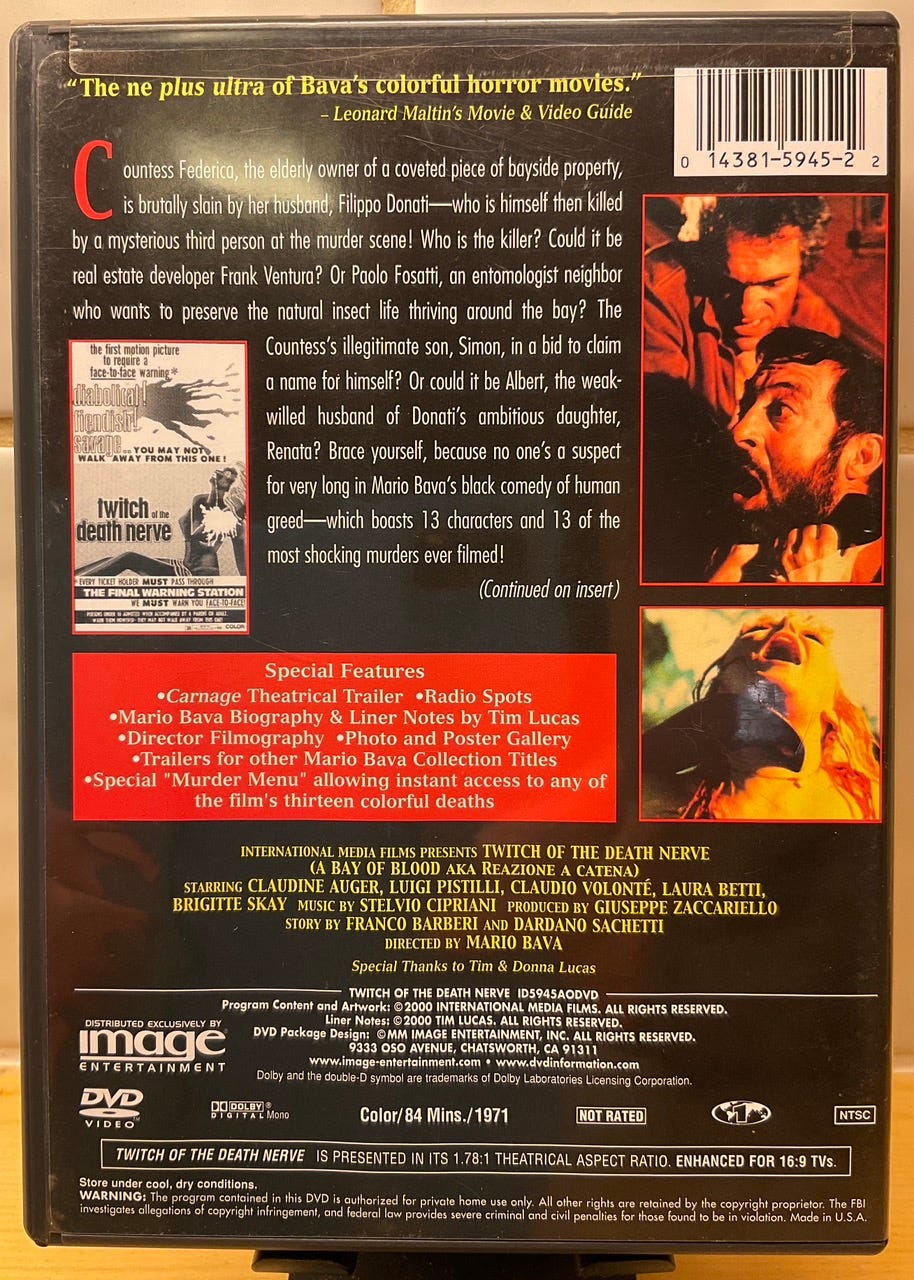 “The ne plus ultra of Bava's colorful horror movies.”
– Leonard Maltin's Movie & Video Guide
0 14381-5945-2 2
Countess Federica, the elderly owner of a coveted piece of bayside property,
is brutally slain by her husband, Filippo Donati—who is himself then killed
by a mysterious third person at the murder scene! Who is the killer? Could it be
real estate developer Frank Ventura? Or Paolo Fosatti, an entomologist neighbor
who wants to preserve the natural insect life thriving around the bay? The
Countess's illegitimate son, Simon, in a bid to claim
a name for himself? Or could it be Albert, the weak-
willed husband of Donati's ambitious daughter,
Renata? Brace yourself, because no one's a suspect
for very long in Mario Bava's black comedy of human
greed—which boasts 13 characters and 13 of the
most shocking murders ever filmed!
(Continued on insert)
the first motion picture
to require a
face-to-face warning*
diabolical!
fiendish!
savage...YOU MAY NOT
WALK AWAY FROM THIS ONE!
twitch of the
death nerve
*EVERY TICKET HOLDER MUST PASS THROUGH
THE FINAL WARNING STATION
WE MUST WARN YOU FACE-TO-FACE!
COLOR
Special Features
•Carnage Theatrical Trailer •Radio Spots
•Mario Bava Biography & Liner Notes by Tim Lucas
•Director Filmography •Photo and Poster Gallery
•Trailers for other Mario Bava Collection Titles
•Special "Murder Menu" allowing instant access to any of
the film's thirteen colorful deaths
INTERNATIONAL MEDIA FILMS PRESENTS TWITCH OF THE DEATH NERVE
(A BAY OF BLOOD AKA REAZIONE A CATENA)
STARRING CLAUDINE AUGER, LUIGI PISTILLI, CLAUDIO VOLONTÉ, LAURA BETTI,
BRIGITTE SKAY MUSIC BY STELVIO CIPRIANI PRODUCED BY GIUSEPPE ZACCARIELLO
STORY BY FRANCO BARBERI AND DARDANO SACHETTI
DIRECTED BY MARIO BAVA
Special Thanks to Tim & Donna Lucas
TWITCH OF THE DEATH NERVE ID5945AODVD
Program Content and Artwork: ©2000 INTERNATIONAL MEDIA FILMS. ALL RIGHTS RESERVED.
Liner Notes: ©2000 TIM LUCAS. ALL RIGHTS RESERVED.
DVD Package Design: ©MM IMAGE ENTERTAINMENT, INC. ALL RIGHTS RESERVED.
9333 OSO AVENUE, CHATSWORTH, CA 91311
www.image-entertainment.com • www.dvdinformation.com
Dolby and the double-D symbol are trademarks of Dolby Laboratories Licensing Corporation.
DISTRIBUTED EXCLUSIVELY BY
image®
ENTERTAINMENT
DVD
VIDEO™
DOLBY®
DIGITAL Mono
Color/84 Mins./1971
NOT RATED
1
NTSC
TWITCH OF THE DEATH NERVE IS PRESENTED IN ITS 1.78:1 THEATRICAL ASPECT RATIO. ENHANCED FOR 16:9 TVs.
Store under cool, dry conditions.
WARNING: The program contained in this DVD is authorized for private home use only. All other rights are retained by the copyright proprietor. The FBI
investigates allegations of copyright infringement, and federal law provides severe criminal and civil penalties for those found to be in violation. Made in U.S.A.